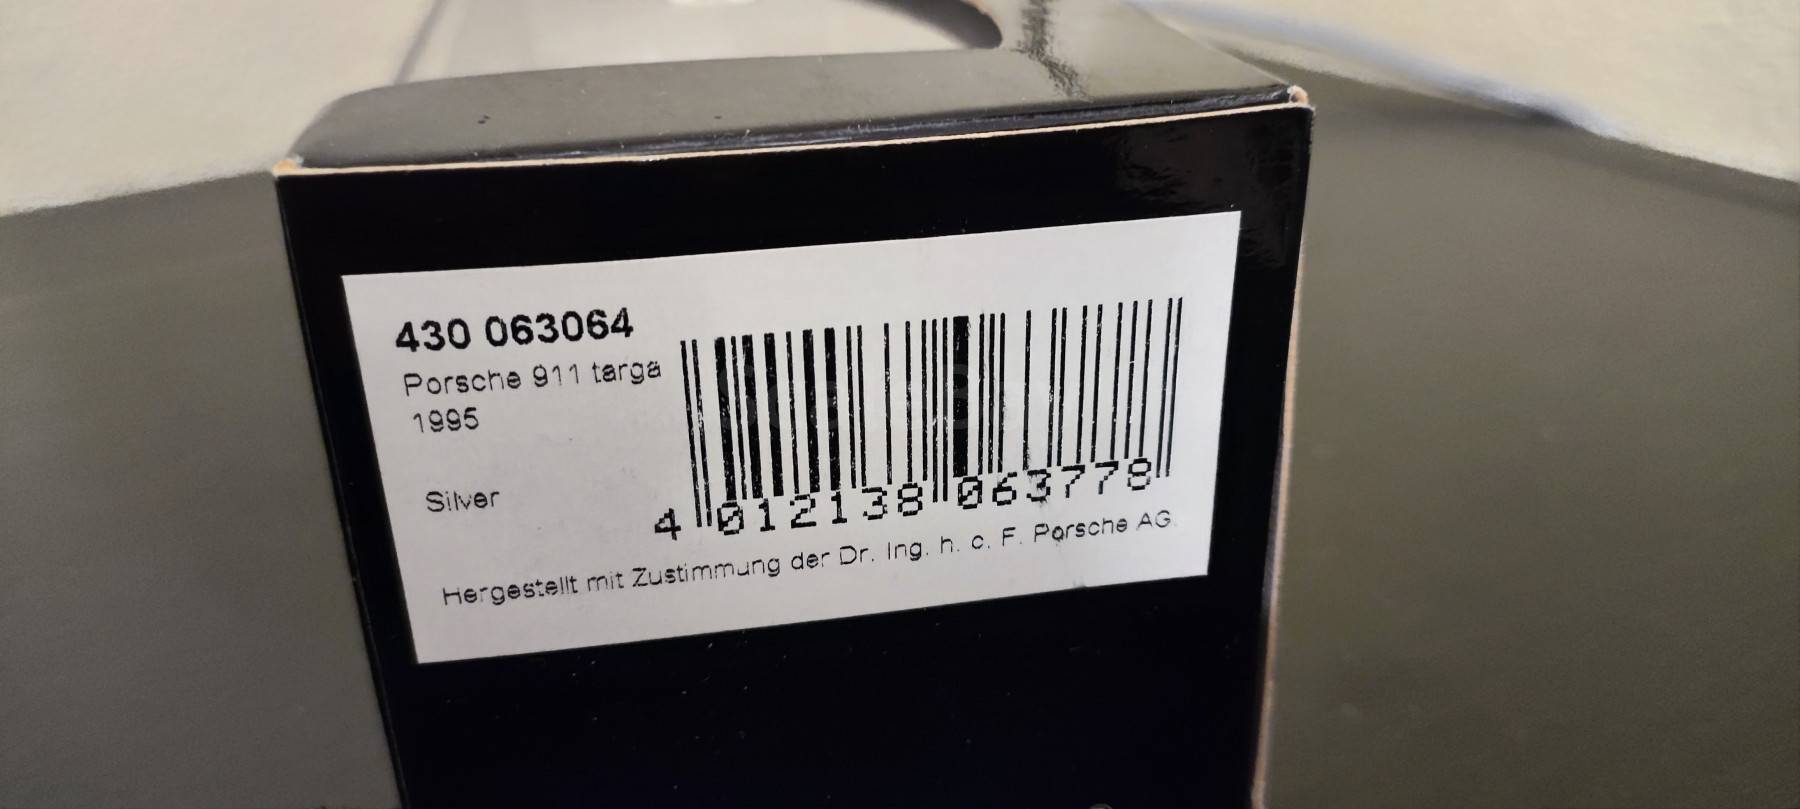 430 063064
Porsche 911 targa
1995
Silver
4 012138 063778
Hergestellt mit Zustimmung der Dr. Ing. h. c. F. Porsche AG.